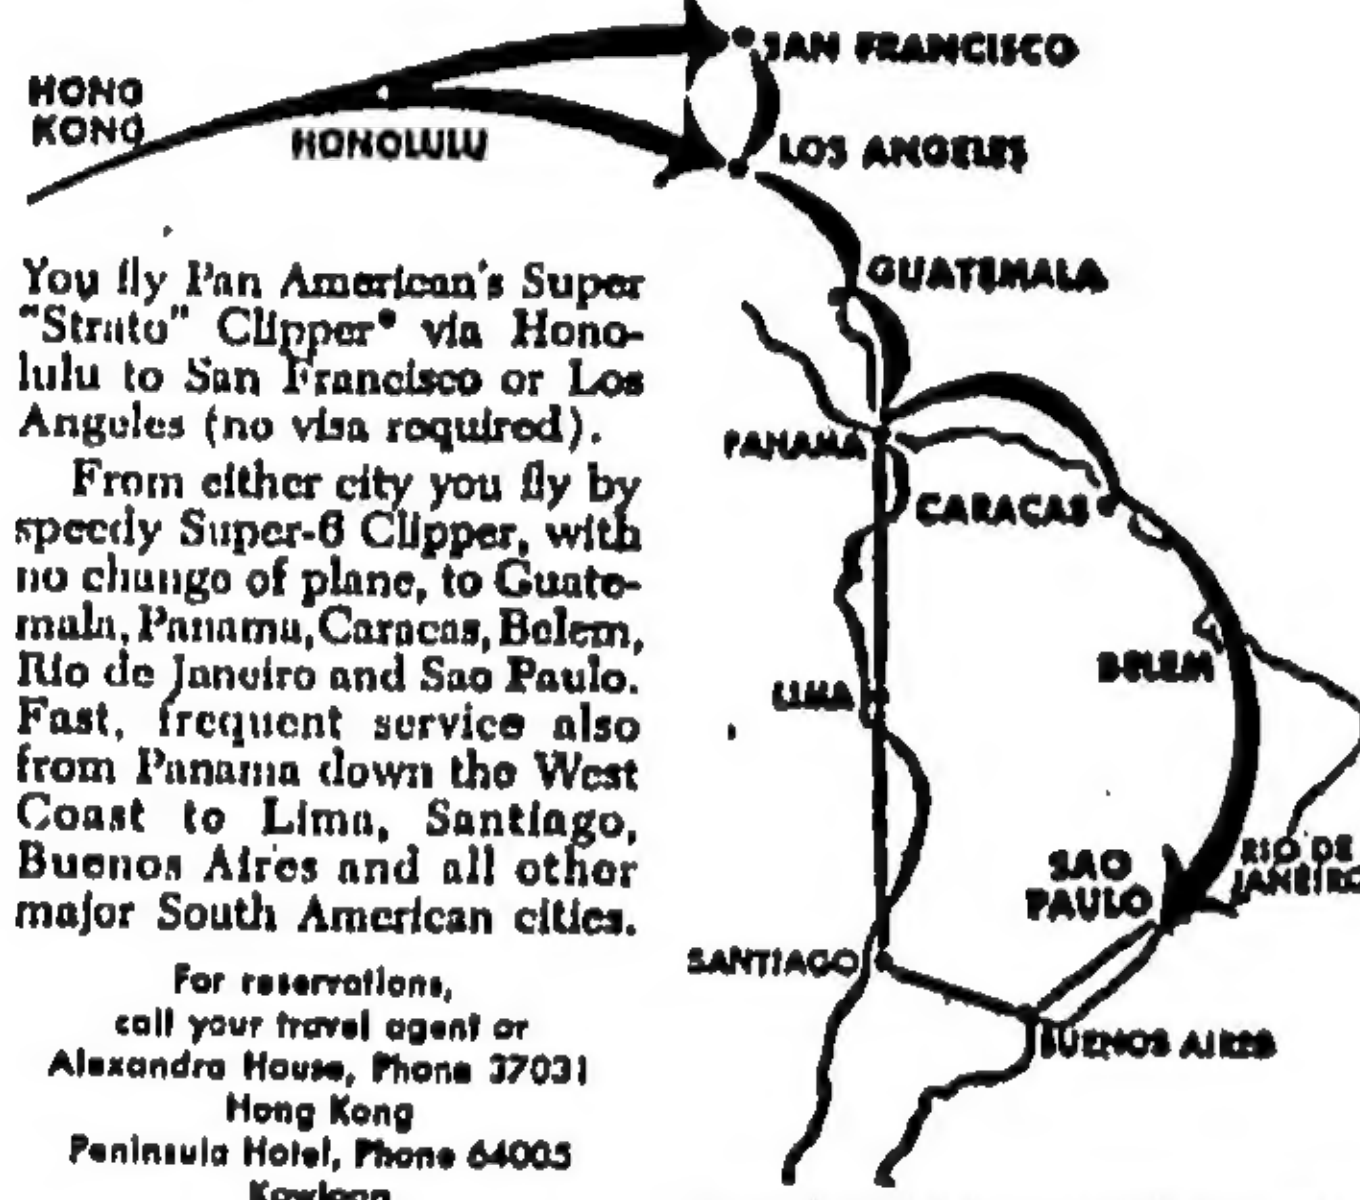 HONG
KONG
HONOLULU
SAN FRANCISCO
LOS ANGELES
GUATEMALA
PANAMA
CARACAS
BELEM
LIMA
SAO
PAULO
RIO DE
JANEIRO
SANTIAGO
BUENOS AIRES
You fly Pan American's Super
"Strato" Clipper* via Hono-
lulu to San Francisco or Los
Angeles (no visa required).
From either city you fly by
speedy Super-6 Clipper, with
no change of plane, to Guate-
mala, Panama, Caracas, Belem,
Rio de Janeiro and Sao Paulo.
Fast, frequent service also
from Panama down the West
Coast to Lima, Santiago,
Buenos Aires and all other
major South American cities.
For reservations,
call your travel agent or
Alexandra House, Phone 37031
Hong Kong
Peninsula Hotel, Phone 64005
Kowloon